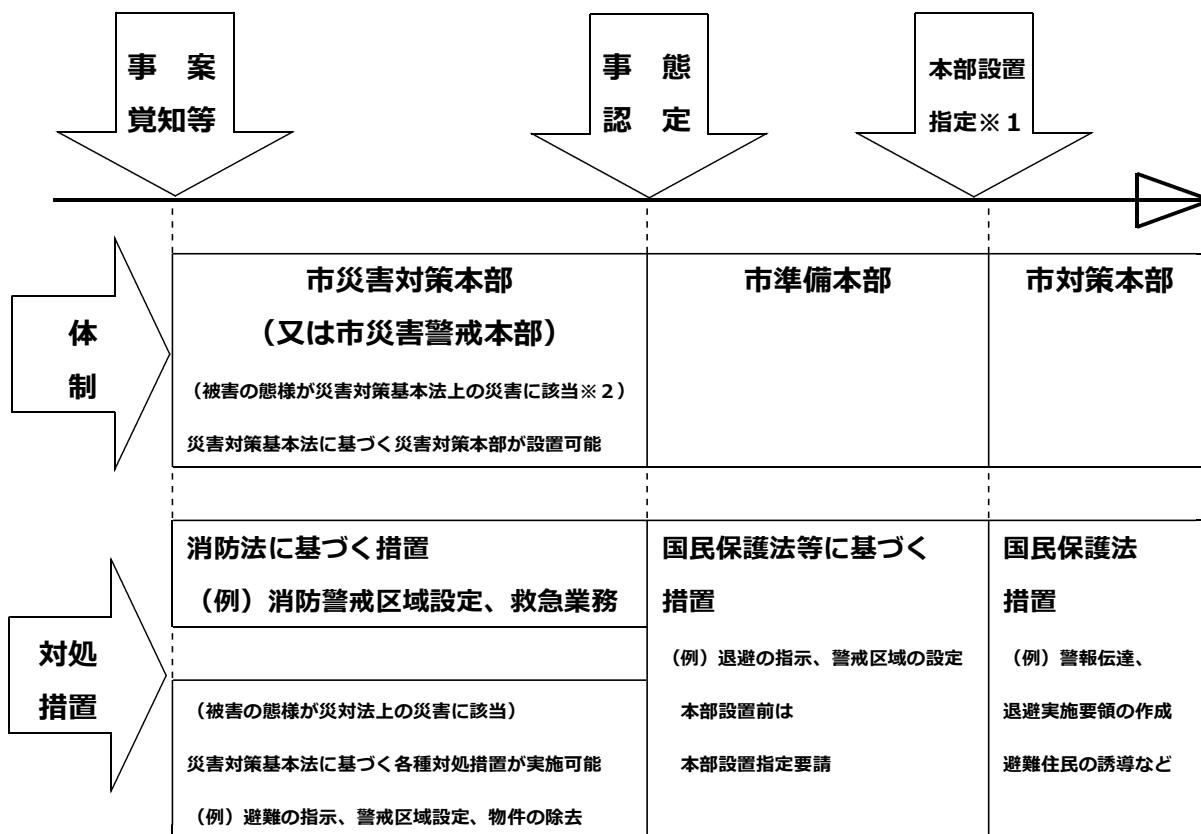 事　案
覚知等
事　態
認　定
本部設置
指定※１
体
制
市災害対策本部
（又は市災害警戒本部）
（被害の態様が災害対策基本法上の災害に該当※２）
災害対策基本法に基づく災害対策本部が設置可能
市準備本部
市対策本部
対処
措置
消防法に基づく措置
（例）消防警戒区域設定、救急業務
（被害の態様が災対法上の災害に該当）
災害対策基本法に基づく各種対処措置が実施可能
（例）避難の指示、警戒区域設定、物件の除去
国民保護法等に基づく
措置
（例）退避の指示、警戒区域の設定
本部設置前は
本部設置指定要請
国民保護法
措置
（例）警報伝達、
退避実施要領の作成
避難住民の誘導など